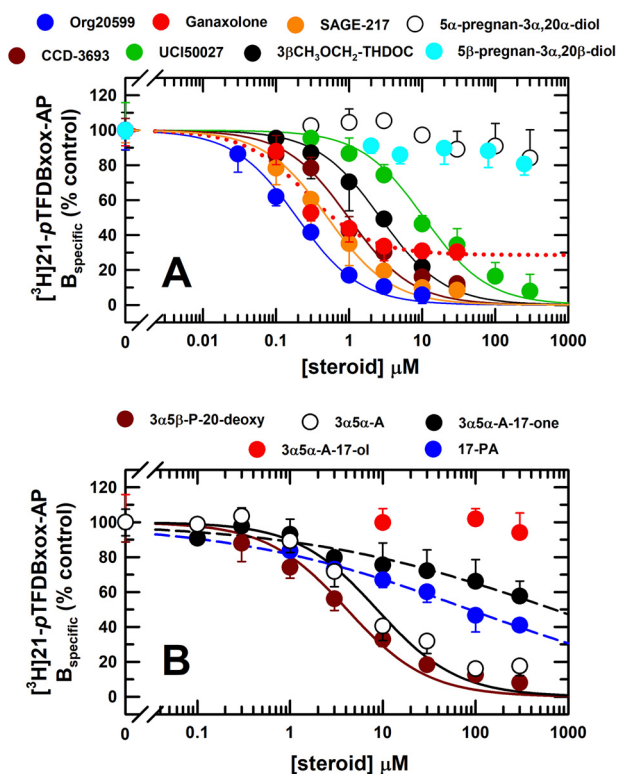 Org20599 Ganaxolone SAGE-217 5α-pregnan-3α,20α-diol
CCD-3693 UCI50027 3βCH₃OCH₂-THDOC 5β-pregnan-3α,20β-diol
[³H]21-pTFDBxox-AP
B_specific (% control)
120
100
80
60
40
20
0
A
0 0.01 0.1 1 10 100 1000
[steroid] μM
3α5β-P-20-deoxy 3α5α-A 3α5α-A-17-one
3α5α-A-17-ol 17-PA
[³H]21-pTFDBxox-AP
B_specific (% control)
120
100
80
60
40
20
0
B
0 0.1 1 10 100 1000
[steroid] μM